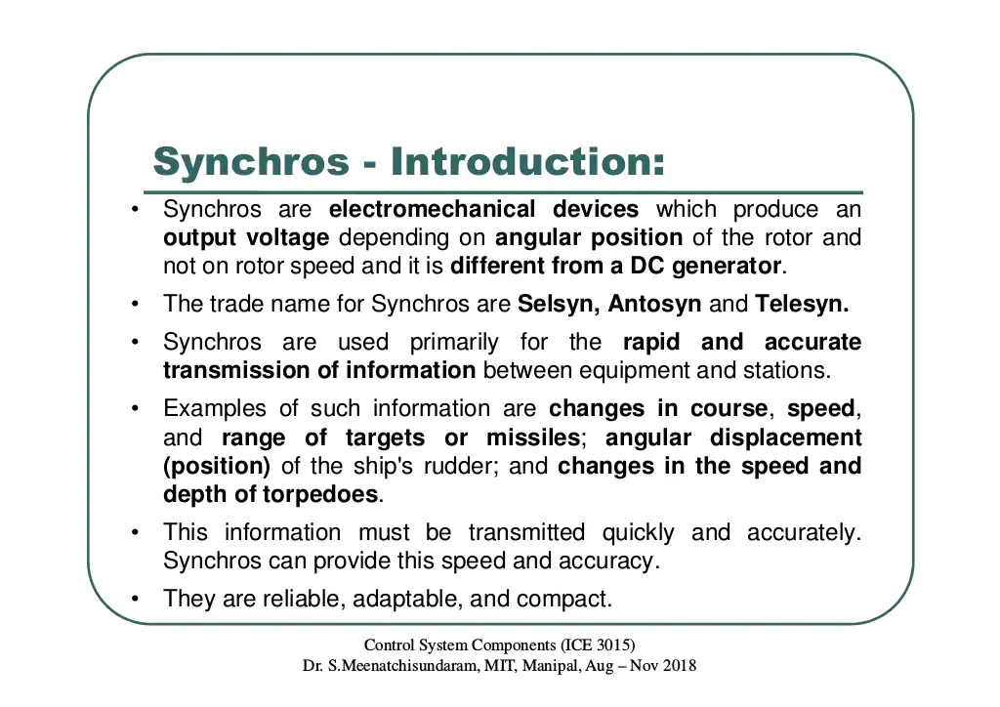 Synchros - Introduction:
• Synchros are electromechanical devices which produce an
output voltage depending on angular position of the rotor and
not on rotor speed and it is different from a DC generator.
• The trade name for Synchros are Selsyn, Antosyn and Telesyn.
• Synchros are used primarily for the rapid and accurate
transmission of information between equipment and stations.
• Examples of such information are changes in course, speed,
and range of targets or missiles; angular displacement
(position) of the ship's rudder; and changes in the speed and
depth of torpedoes.
• This information must be transmitted quickly and accurately.
Synchros can provide this speed and accuracy.
• They are reliable, adaptable, and compact.
Control System Components (ICE 3015)
Dr. S.Meenatchisundaram, MIT, Manipal, Aug – Nov 2018